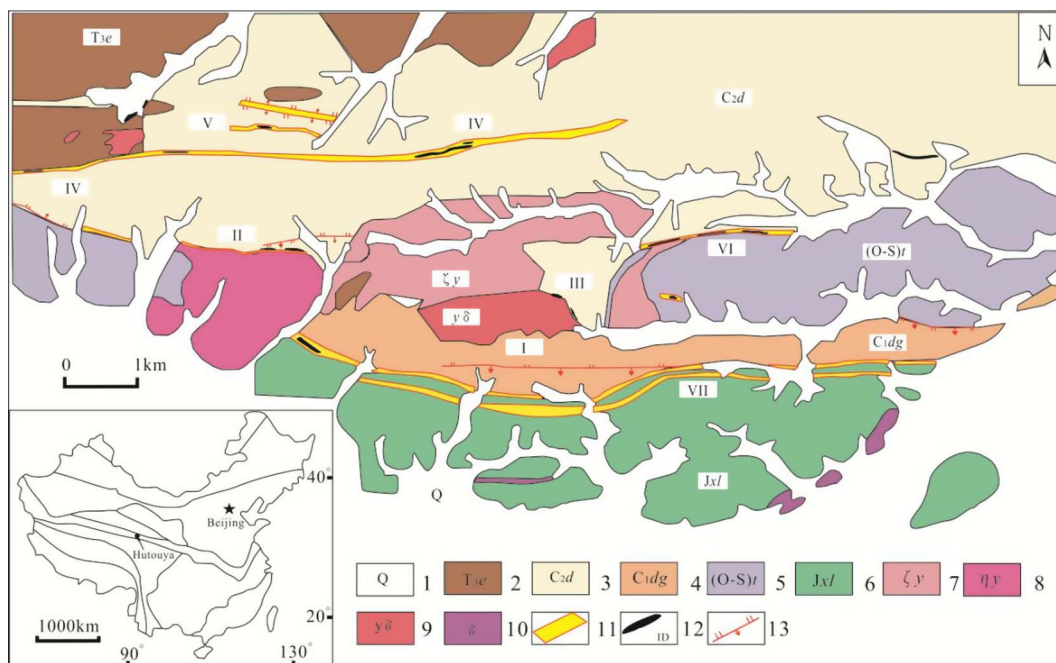 T3e
N
C2d
V
IV
IV
II
VI
(O-S)t
ζγ
III
γδ
I
C1dg
0 1km
VII
Jxl
Q
40°
Beijing
Hutouya
20°
1000km
90°
130°
Q 1 T3e 2 C2d 3 C1dg 4 (O-S)t 5 Jxl 6 ζγ 7 ηγ 8
γδ 9 δ 10 11 ID 12 13